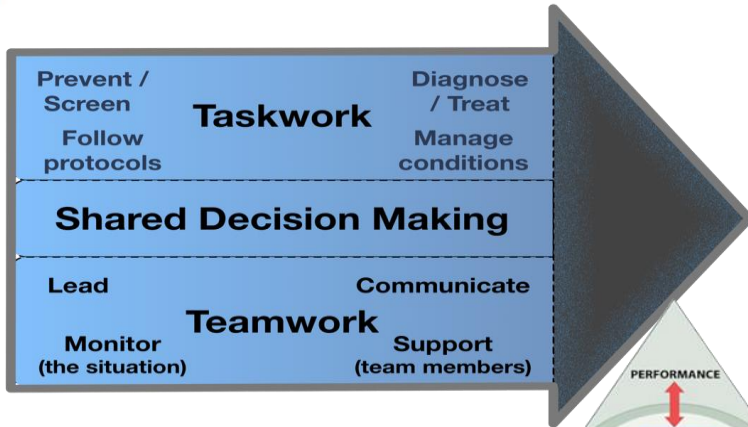 Prevent /
Screen
Diagnose
/ Treat
Taskwork
Follow
protocols
Manage
conditions
Shared Decision Making
Lead
Communicate
Teamwork
Monitor
(the situation)
Support
(team members)
PERFORMANCE